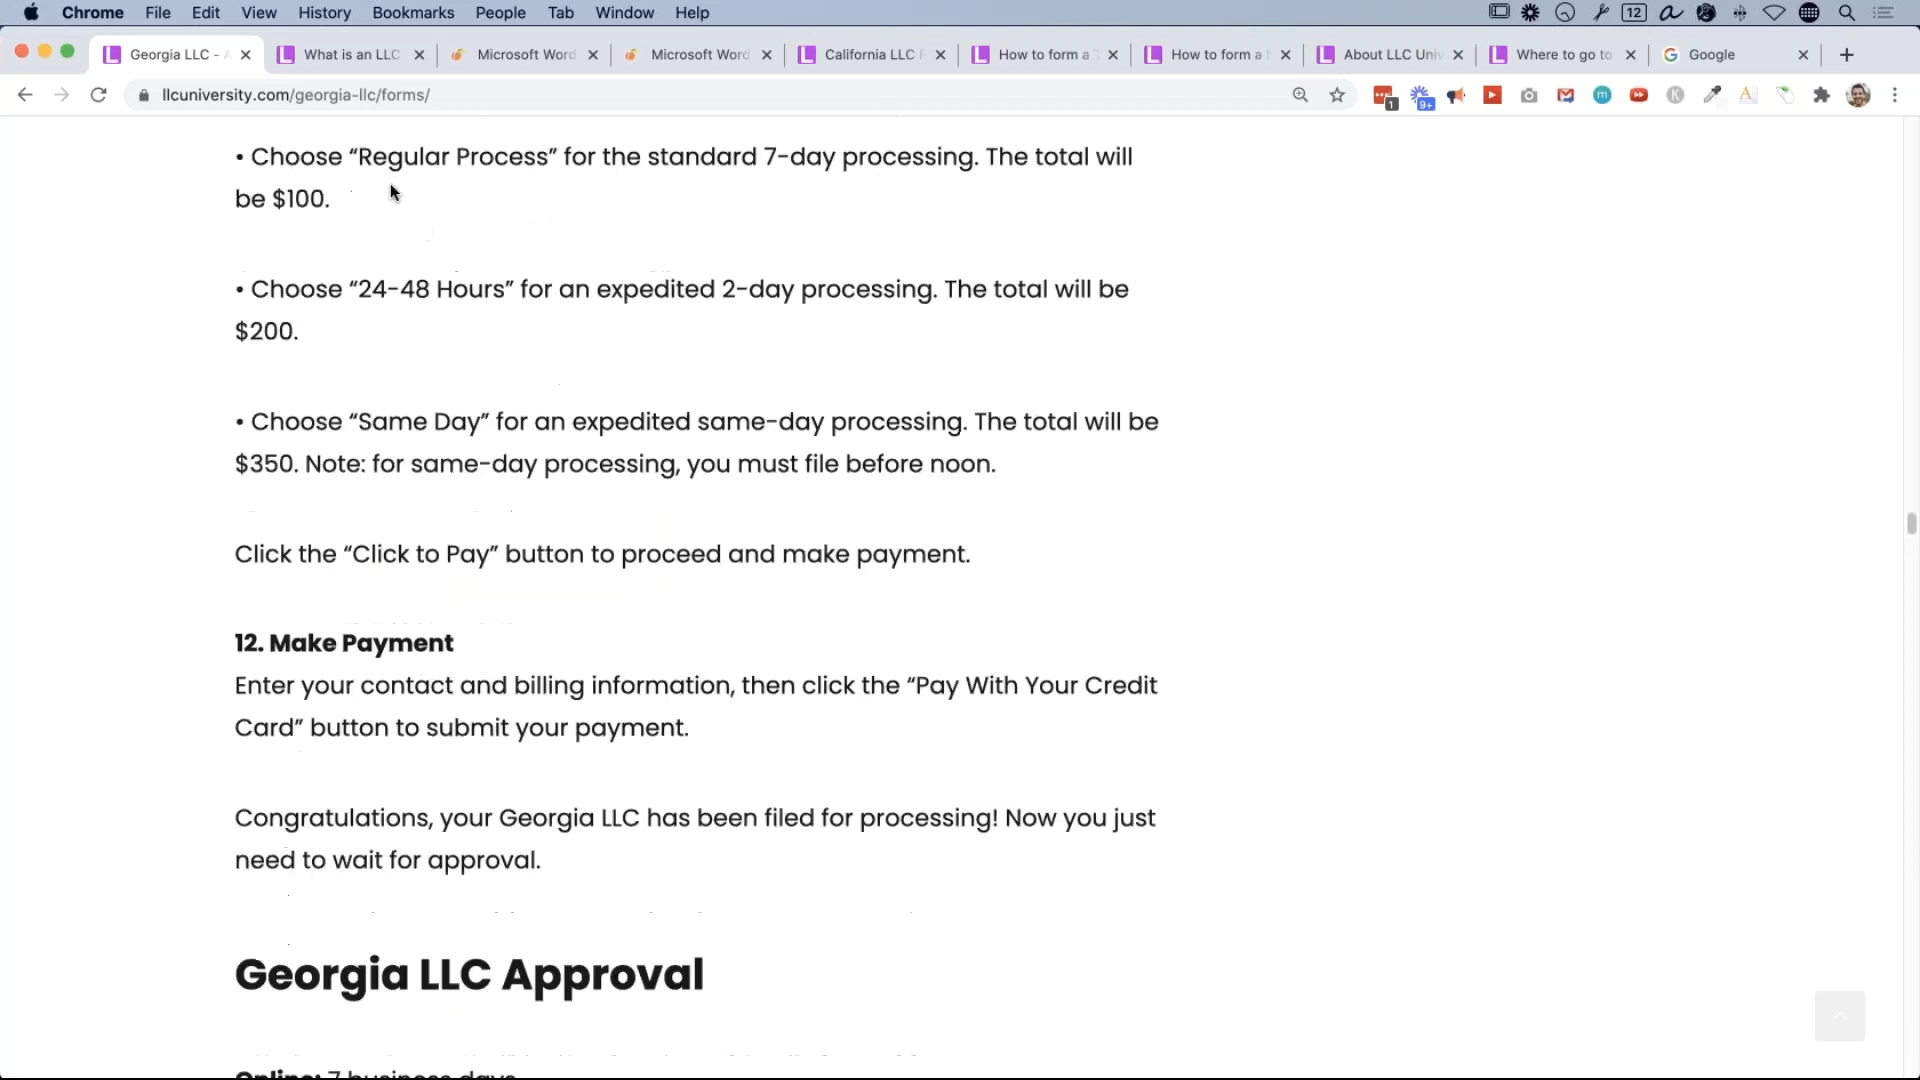 Chrome File Edit View History Bookmarks People Tab Window Help 12
Georgia LLC - What is an LLC Microsoft Word Microsoft Word California LLC How to form a How to form a About LLC Univ Where to go to Google
llcuniversity.com/georgia-llc/forms/
1 9+
• Choose “Regular Process” for the standard 7-day processing. The total will
be $100.
• Choose “24-48 Hours” for an expedited 2-day processing. The total will be
$200.
• Choose “Same Day” for an expedited same-day processing. The total will be
$350. Note: for same-day processing, you must file before noon.
Click the “Click to Pay” button to proceed and make payment.
12. Make Payment
Enter your contact and billing information, then click the “Pay With Your Credit
Card” button to submit your payment.
Congratulations, your Georgia LLC has been filed for processing! Now you just
need to wait for approval.
Georgia LLC Approval
Online: 7 business days